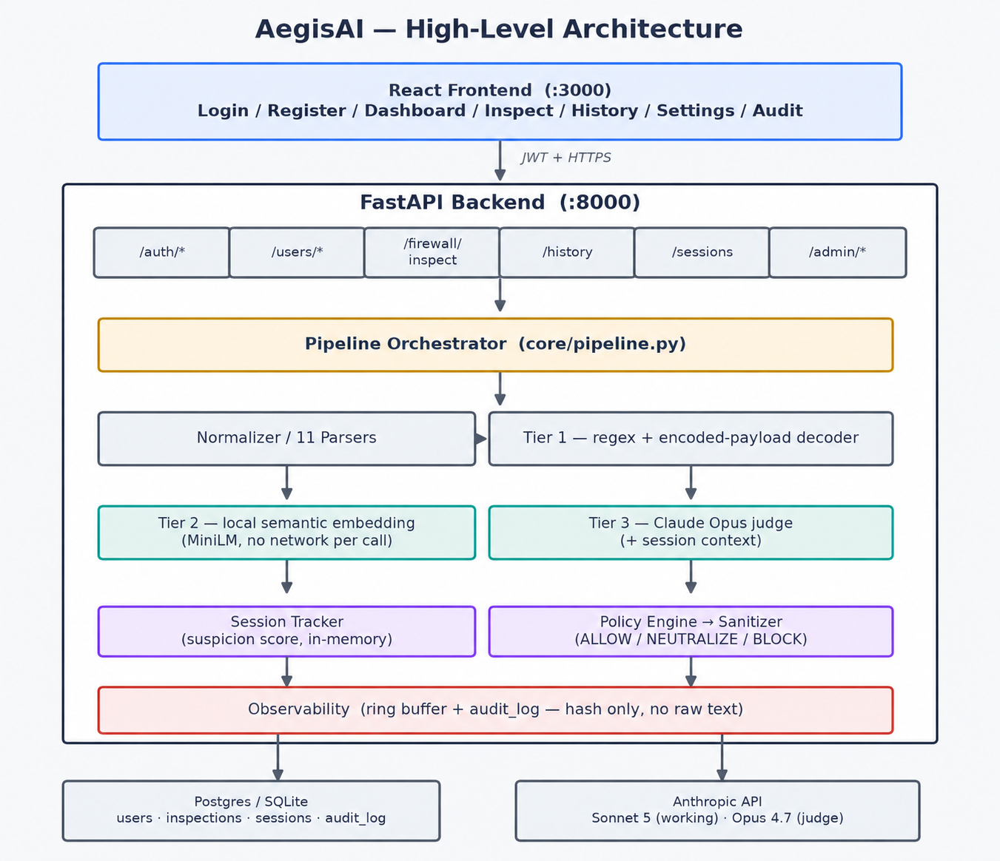 AegisAI — High-Level Architecture
React Frontend (:3000)
Login / Register / Dashboard / Inspect / History / Settings / Audit
JWT + HTTPS
FastAPI Backend (:8000)
/auth/*
/users/*
/firewall/
inspect
/history
/sessions
/admin/*
Pipeline Orchestrator (core/pipeline.py)
Normalizer / 11 Parsers
Tier 1 — regex + encoded-payload decoder
Tier 2 — local semantic embedding
(MiniLM, no network per call)
Tier 3 — Claude Opus judge
(+ session context)
Session Tracker
(suspicion score, in-memory)
Policy Engine → Sanitizer
(ALLOW / NEUTRALIZE / BLOCK)
Observability (ring buffer + audit_log — hash only, no raw text)
Postgres / SQLite
users · inspections · sessions · audit_log
Anthropic API
Sonnet 5 (working) · Opus 4.7 (judge)